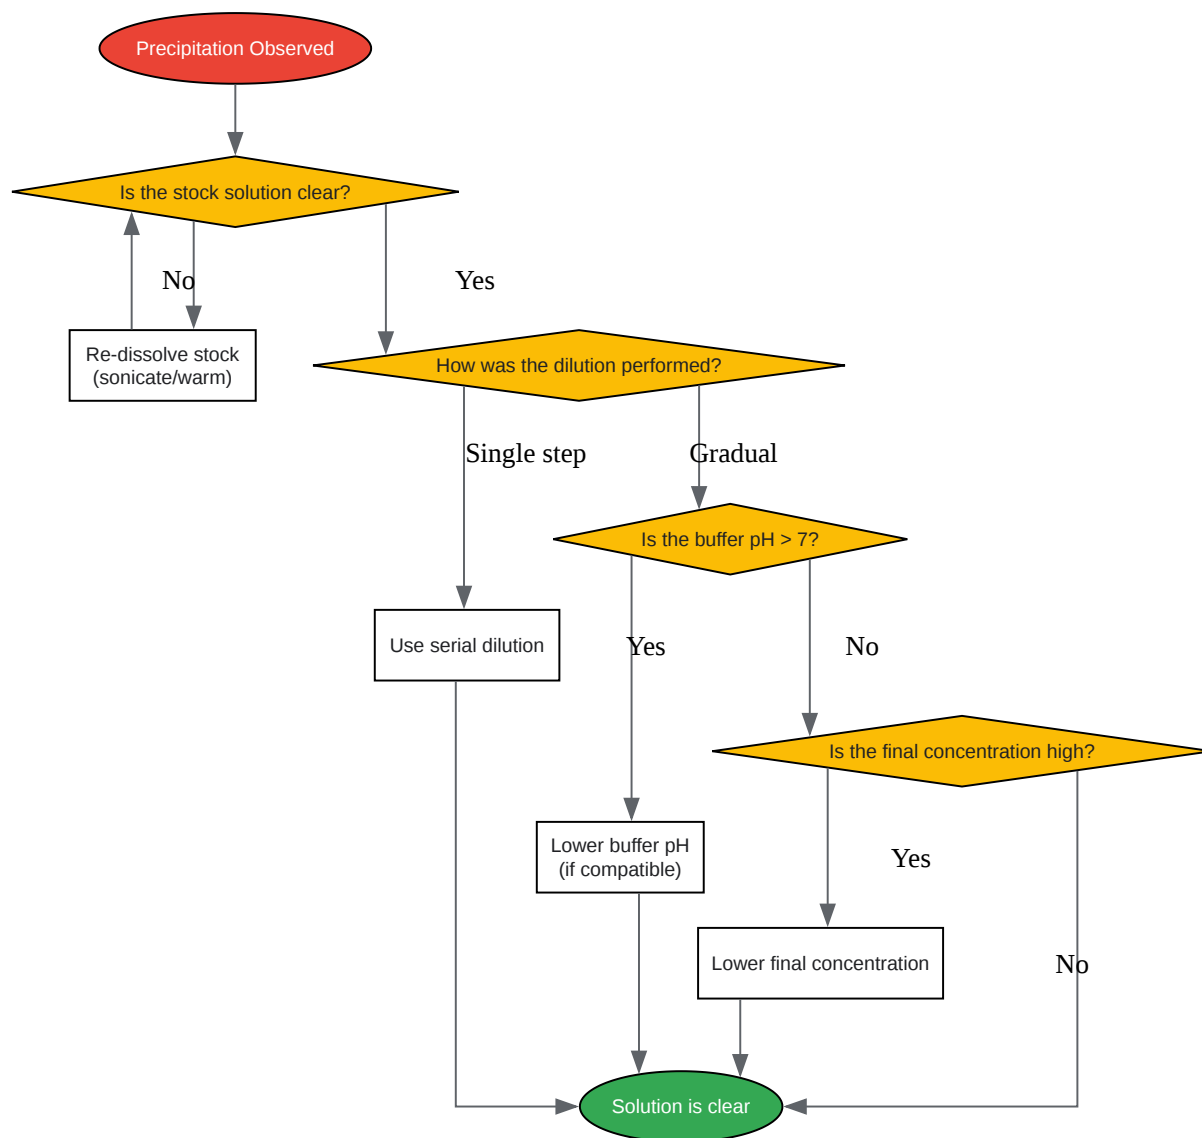 Precipitation Observed
Is the stock solution clear?
No
Yes
Re-dissolve stock
(sonicate/warm)
How was the dilution performed?
Single step
Gradual
Is the buffer pH > 7?
Use serial dilution
Yes
No
Is the final concentration high?
Lower buffer pH
(if compatible)
Yes
Lower final concentration
No
Solution is clear